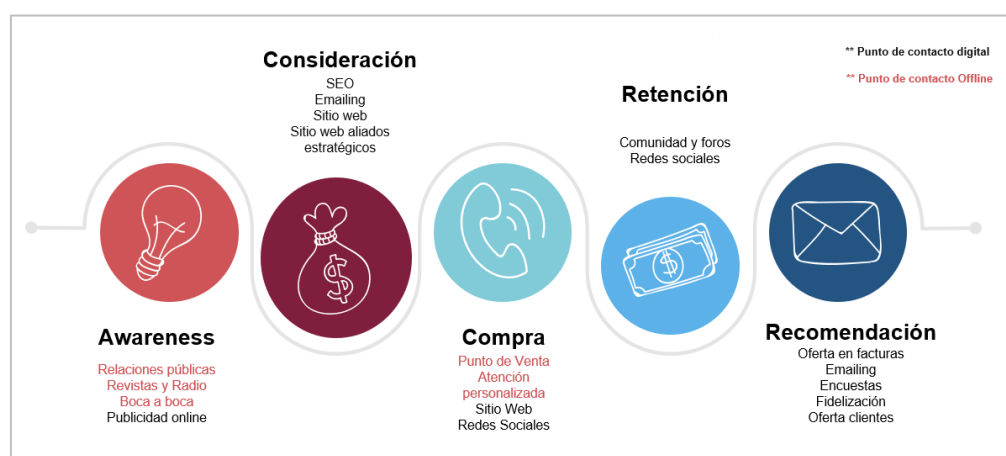 ** Punto de contacto digital
** Punto de contacto Offline
Consideración
SEO
Emailing
Sitio web
Sitio web aliados
estratégicos
Retención
Comunidad y foros
Redes sociales
$
$
Awareness
Relaciones públicas
Revistas y Radio
Boca a boca
Publicidad online
Compra
Punto de Venta
Atención
personalizada
Sitio Web
Redes Sociales
Recomendación
Oferta en facturas
Emailing
Encuestas
Fidelización
Oferta clientes